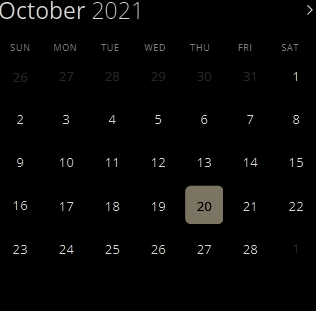 October 2021
SUN MON TUE WED THU FRI SAT
26 27 28 29 30 31 1
2 3 4 5 6 7 8
9 10 11 12 13 14 15
16 17 18 19 20 21 22
23 24 25 26 27 28 1